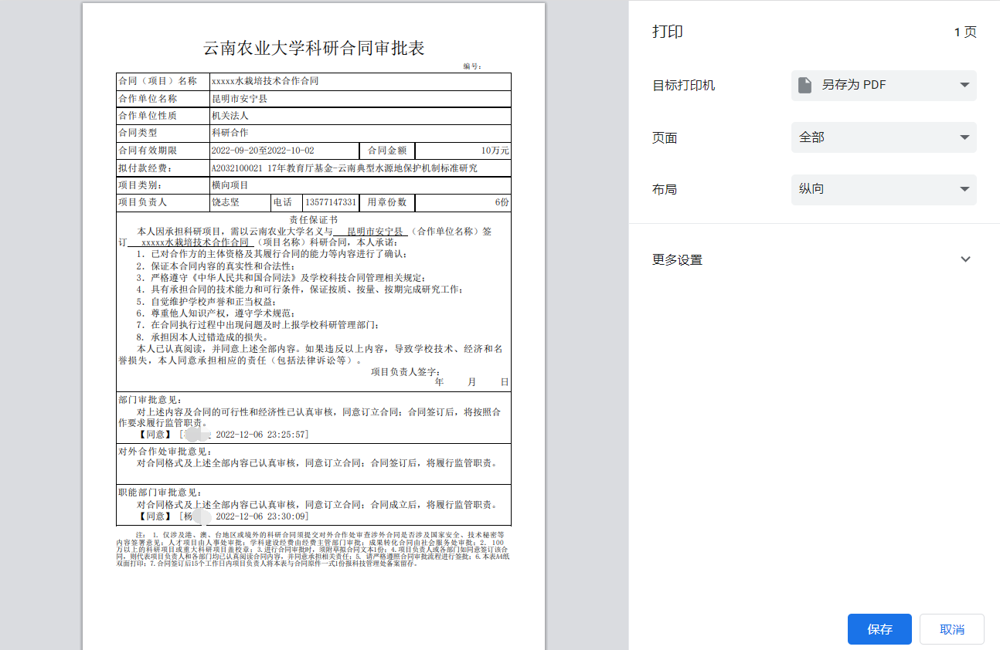 云南农业大学科研合同审批表
编号：
合同（项目）名称 xxxxx水栽培技术合作合同
合作单位名称 昆明市安宁县
合作单位性质 机关法人
合同类型 科研合作
合同有效期限 2022-09-20至2022-10-02 合同金额 10万元
拟付款经费： A2032100021 17年教育厅基金-云南典型水源地保护机制标准研究
项目类别： 横向项目
项目负责人 饶志坚 电话 13577147331 用章份数 6份
责任保证书
本人因承担科研项目，需以云南农业大学名义与 昆明市安宁县 （合作单位名称）签
订 xxxxx水栽培技术合作合同 （项目名称）科研合同，本人承诺：
1. 已对合作方的主体资格及其履行合同的能力等内容进行了确认；
2. 保证本合同内容的真实性和合法性；
3. 严格遵守《中华人民共和国合同法》及学校科技合同管理相关规定；
4. 具有承担合同的技术能力和可行条件，保证按质、按量、按期完成研究工作；
5. 自觉维护学校声誉和正当权益；
6. 尊重他人知识产权，遵守学术规范；
7. 在合同执行过程中出现问题及时上报学校科研管理部门；
8. 承担因本人过错造成的损失。
本人已认真阅读，并同意上述全部内容。如果违反以上内容，导致学校技术、经济和名
誉损失，本人同意承担相应的责任（包括法律诉讼等）。
项目负责人签字：
年 月 日
部门审批意见：
对上述内容及合同的可行性和经济性已认真审核，同意订立合同；合同签订后，将按照合
作要求履行监管职责。
【同意】 [ 2022-12-06 23:25:57]
对外合作处审批意见：
对合同格式及上述全部内容已认真审核，同意订立合同；合同签订后，将履行监管职责。
职能部门审批意见：
对合同格式及上述全部内容已认真审核，同意订立合同；合同成立后，将履行监管职责。
【同意】 [杨 2022-12-06 23:30:09]
注： 1. 仅涉及港、澳、台地区或境外的科研合同须提交对外合作处审查涉外合同是否涉及国家安全、技术秘密等
内容签署意见；人才项目由人事处审批；学科建设经费由经费主管部门审批；成果转化合同由社会服务处审批；2. 100
万以上的科研项目或重大科研项目盖校章；3.进行合同审批时，须附草拟合同文本1份；4.项目负责人或各部门如同意签订该合
同，则代表项目负责人和各部门均已认真阅读合同内容，并同意承担相关责任；5. 请严格遵照合同审批流程进行签批；6.本表A4纸
双面打印；7.合同签订后15个工作日内项目负责人将本表与合同原件一式1份报科技管理处备案留存。
打印 1 页
目标打印机 另存为 PDF
页面 全部
布局 纵向
更多设置
保存 取消